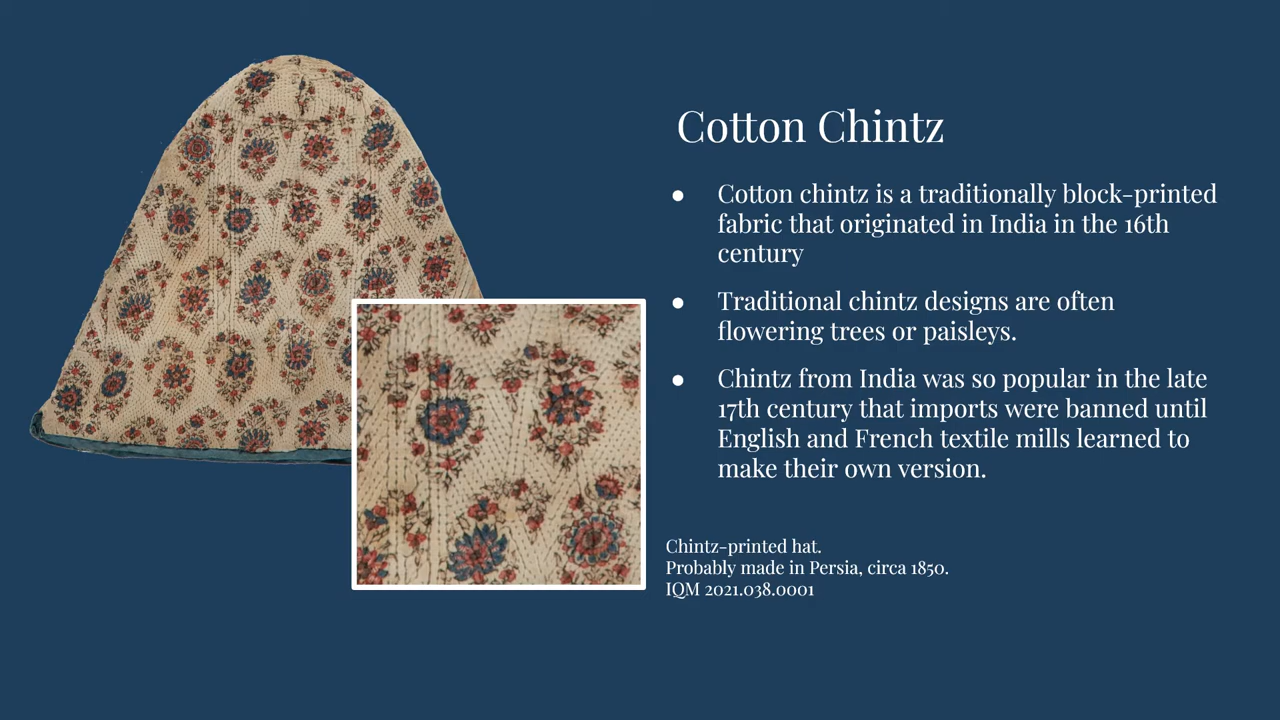 Cotton Chintz
● Cotton chintz is a traditionally block-printed
fabric that originated in India in the 16th
century
● Traditional chintz designs are often
flowering trees or paisleys.
● Chintz from India was so popular in the late
17th century that imports were banned until
English and French textile mills learned to
make their own version.
Chintz-printed hat.
Probably made in Persia, circa 1850.
IQM 2021.038.0001